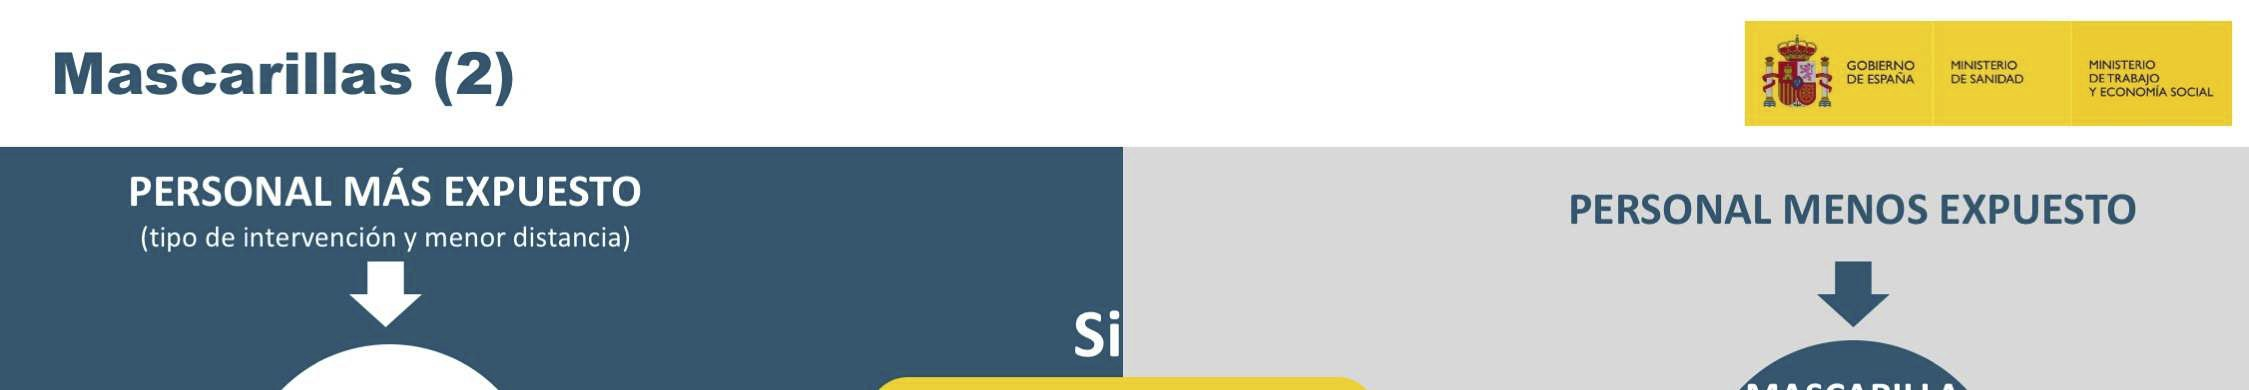 Mascarillas (2)
GOBIERNO
DE ESPAÑA
MINISTERIO
DE SANIDAD
MINISTERIO
DE TRABAJO
Y ECONOMÍA SOCIAL
PERSONAL MÁS EXPUESTO
(tipo de intervención y menor distancia)
PERSONAL MENOS EXPUESTO
Si
MASCARILLA